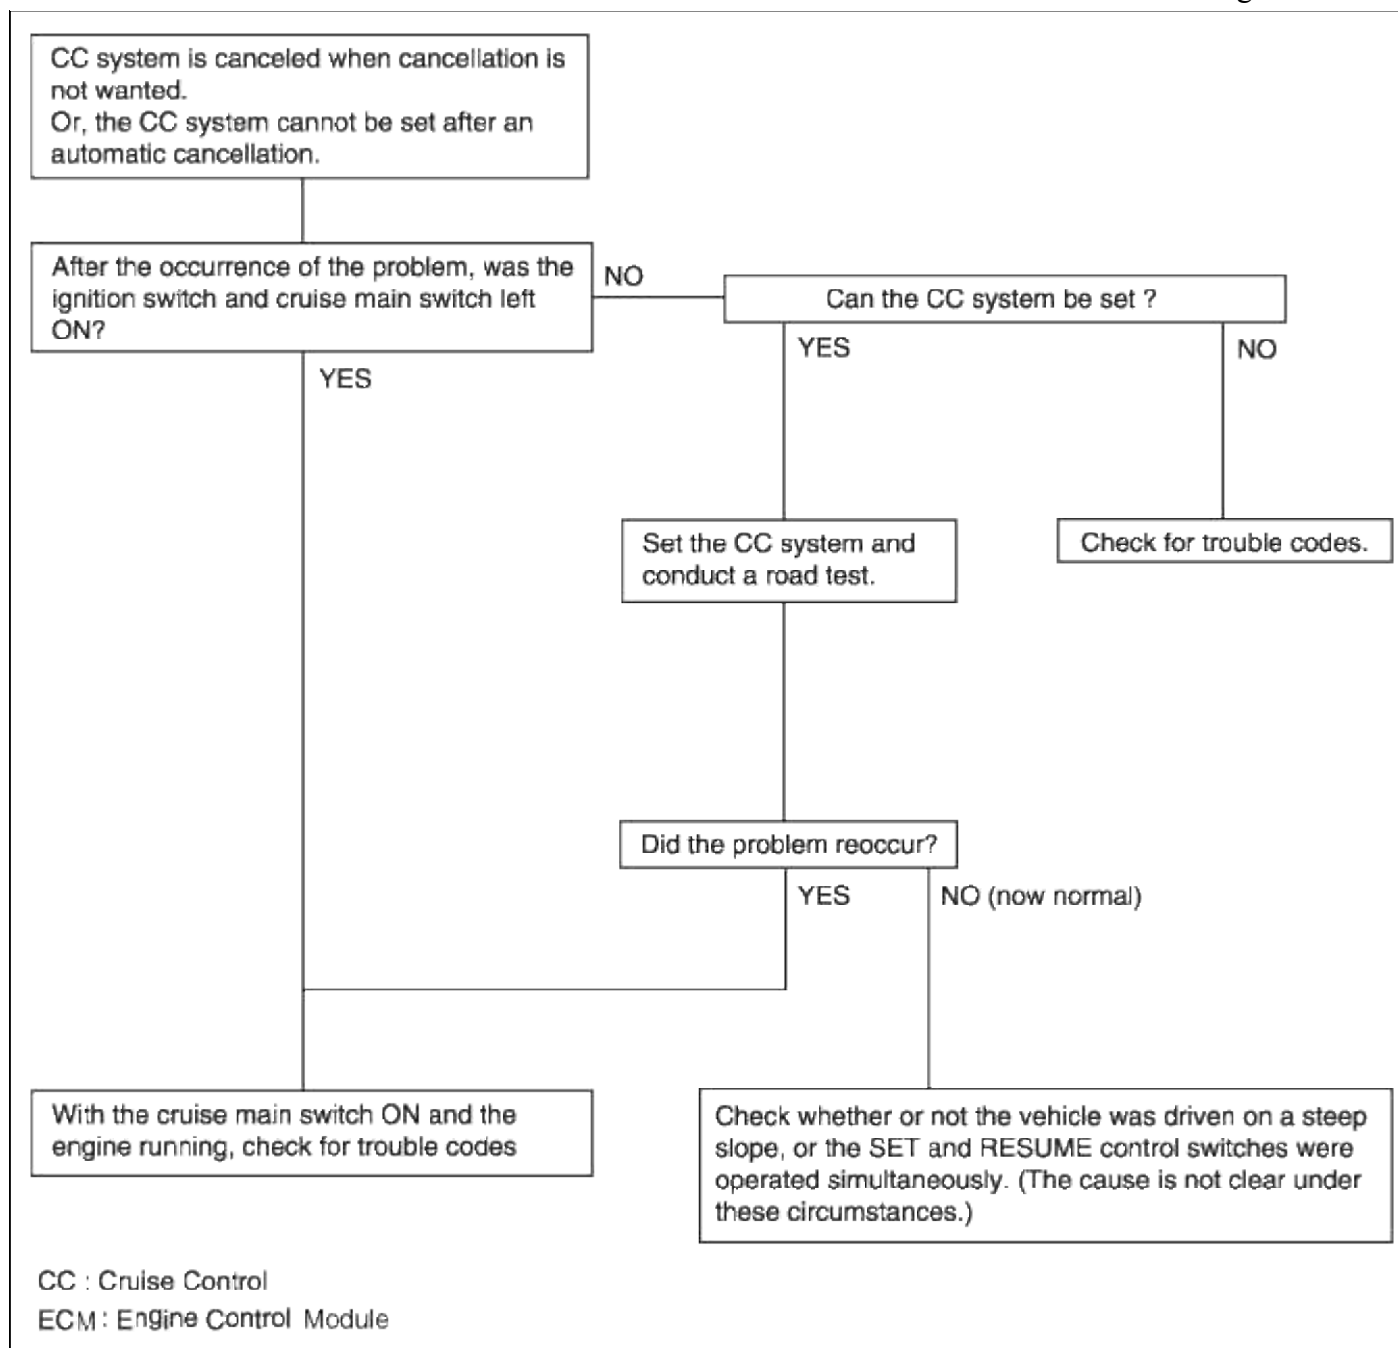 CC system is canceled when cancellation is
not wanted.
Or, the CC system cannot be set after an
automatic cancellation.
After the occurrence of the problem, was the
ignition switch and cruise main switch left
ON?
NO
Can the CC system be set ?
YES
NO
YES
Set the CC system and
conduct a road test.
Check for trouble codes.
Did the problem reoccur?
YES
NO (now normal)
With the cruise main switch ON and the
engine running, check for trouble codes
Check whether or not the vehicle was driven on a steep
slope, or the SET and RESUME control switches were
operated simultaneously. (The cause is not clear under
these circumstances.)
CC : Cruise Control
ECM : Engine Control Module